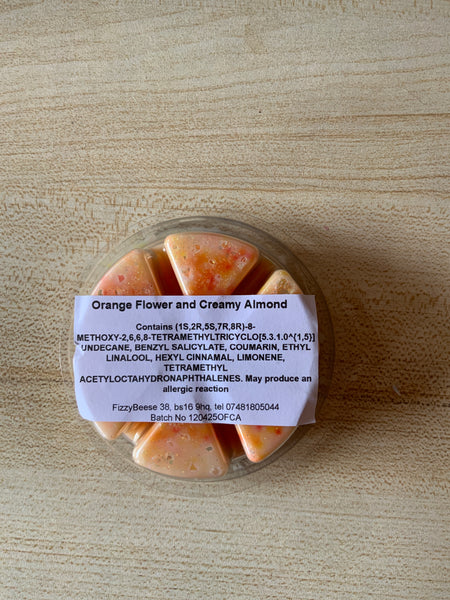 Orange Flower and Creamy Almond
Contains (1S,2R,5S,7R,8R)-8-
METHOXY-2,6,6,8-TETRAMETHYLTRICYCLO[5.3.1.0^{1,5}]
UNDECANE, BENZYL SALICYLATE, COUMARIN, ETHYL
LINALOOL, HEXYL CINNAMAL, LIMONENE,
TETRAMETHYL
ACETYLOCTAHYDRONAPHTHALENES. May produce an
allergic reaction
FizzyBeese 38, bs16 9hq, tel 07481805044
Batch No 120425OFCA